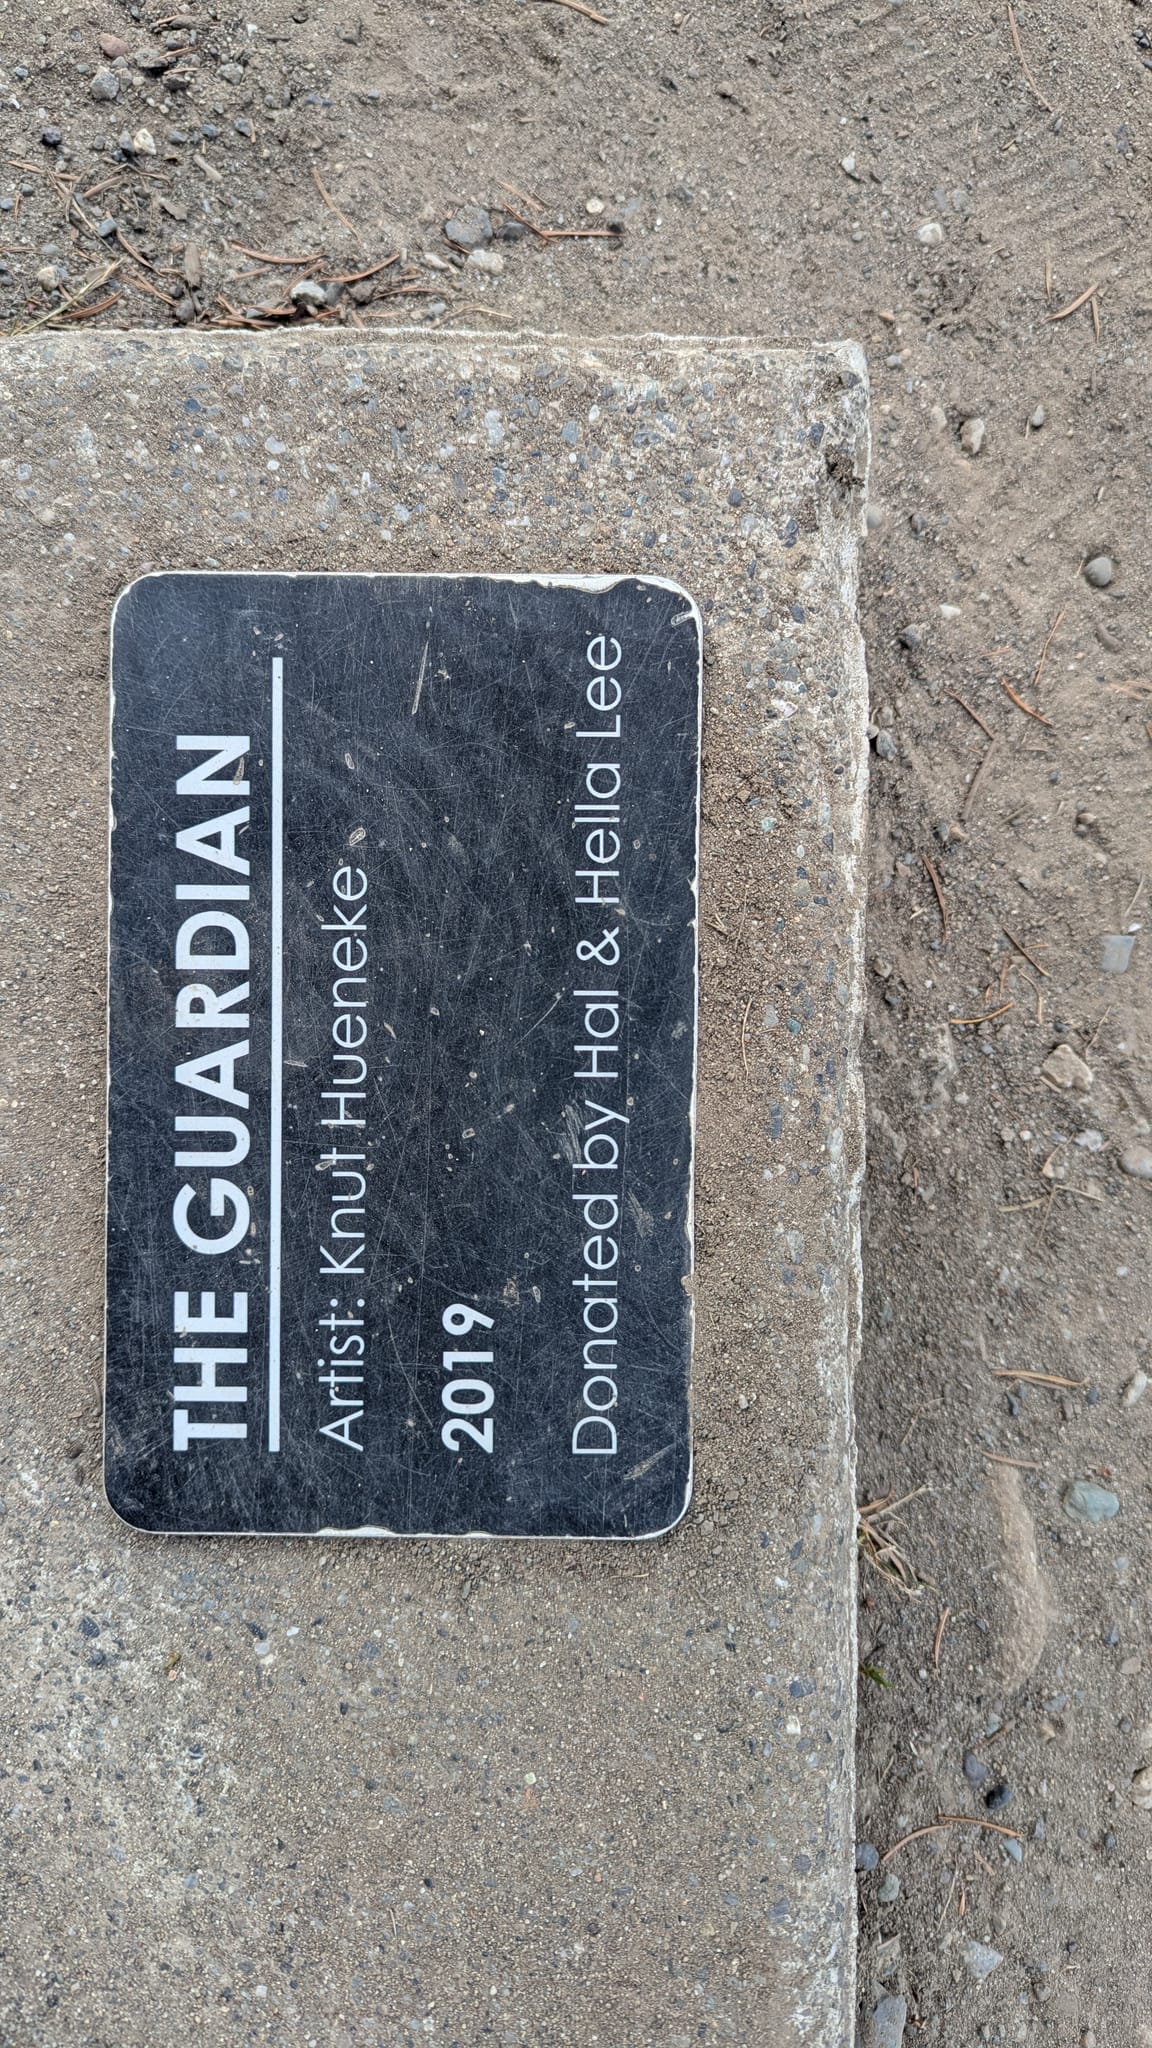 THE GUARDIAN
Artist: Knut Hueneke
2019
Donated by Hal & Hella Lee